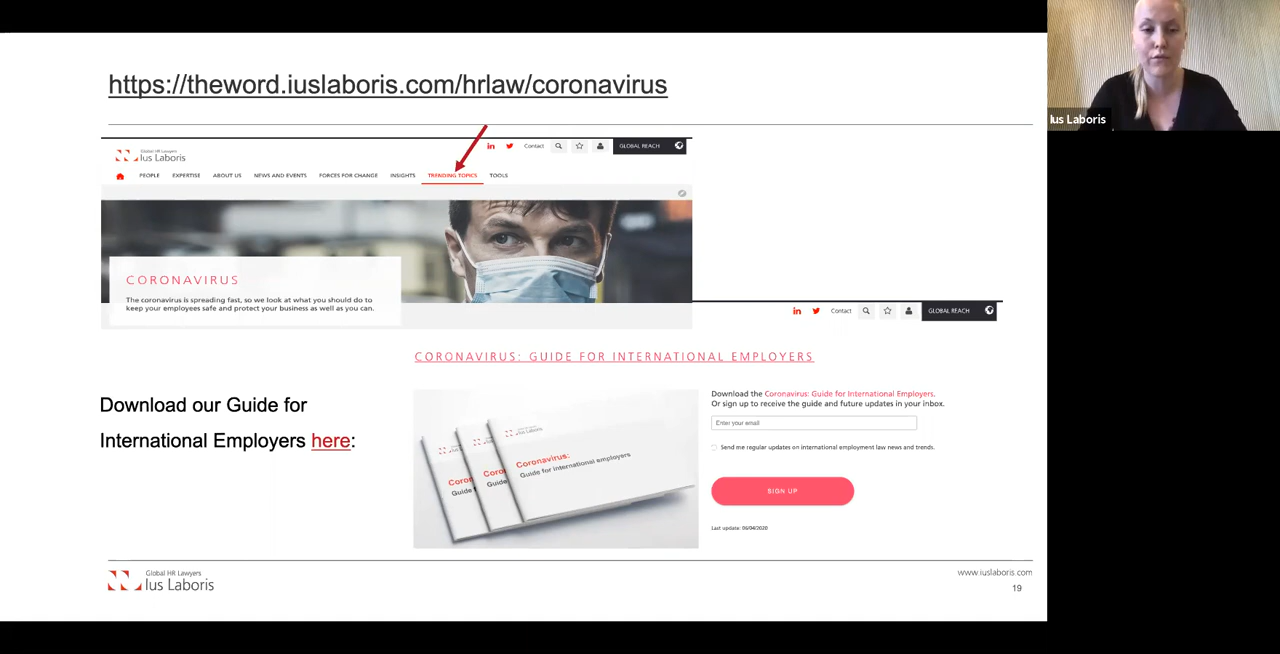 https://theword.iuslaboris.com/hrlaw/coronavirus
Global HR Lawyers
Ius Laboris
Contact
GLOBAL REACH
PEOPLE EXPERTISE ABOUT US NEWS AND EVENTS FORCES FOR CHANGE INSIGHTS TRENDING TOPICS TOOLS
CORONAVIRUS
The coronavirus is spreading fast, so we look at what you should do to
keep your employees safe and protect your business as well as you can.
Contact
GLOBAL REACH
CORONAVIRUS: GUIDE FOR INTERNATIONAL EMPLOYERS
Download our Guide for
International Employers here:
Ius Laboris
Coronavirus:
Guide for international employers
Coro
Guide
Coron
Guide
Download the Coronavirus: Guide for International Employers.
Or sign up to receive the guide and future updates in your inbox.
Enter your email
Send me regular updates on international employment law news and trends.
SIGN UP
Last update: 06/04/2020
Global HR Lawyers
Ius Laboris
www.iuslaboris.com
19
Ius Laboris